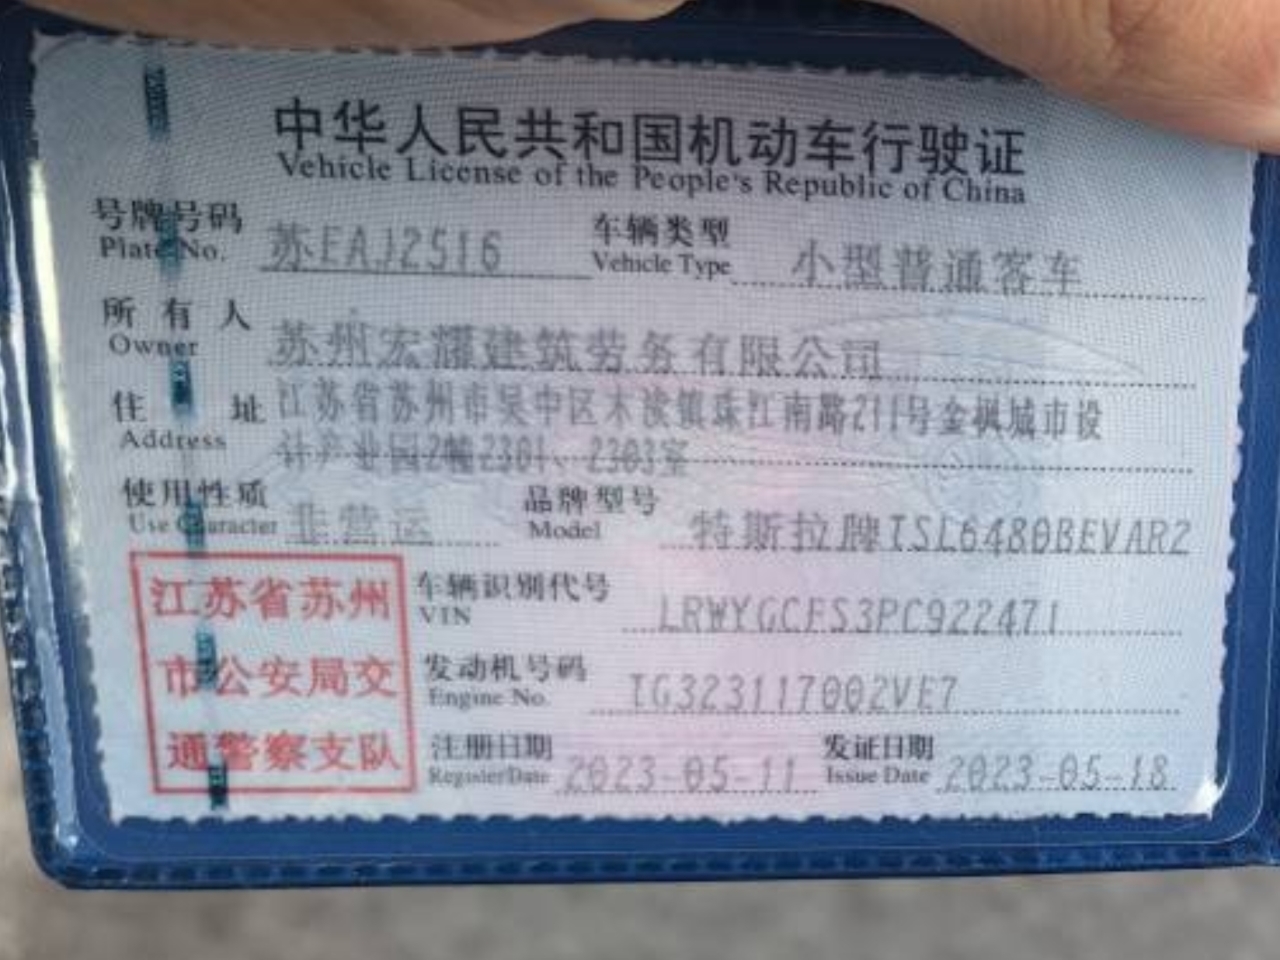 中华人民共和国机动车行驶证
Vehicle License of the People's Republic of China
号牌号码 苏EAJ2516 车辆类型 小型普通客车
Plate No. Vehicle Type
所有人 苏州宏耀建筑劳务有限公司
Owner
住址 江苏省苏州市吴中区木渎镇珠江南路211号金枫城市设
Address 计产业园2幢2301、2303室
使用性质 非营运 品牌型号 特斯拉牌TSL6480BEVAR2
Use Character Model
江苏省苏州
市公安局交
通警察支队
车辆识别代号 LRWYGCFS3PC922471
VIN
发动机号码 TG323117002VE7
Engine No.
注册日期 2023-05-11 发证日期 2023-05-18
Register Date Issue Date